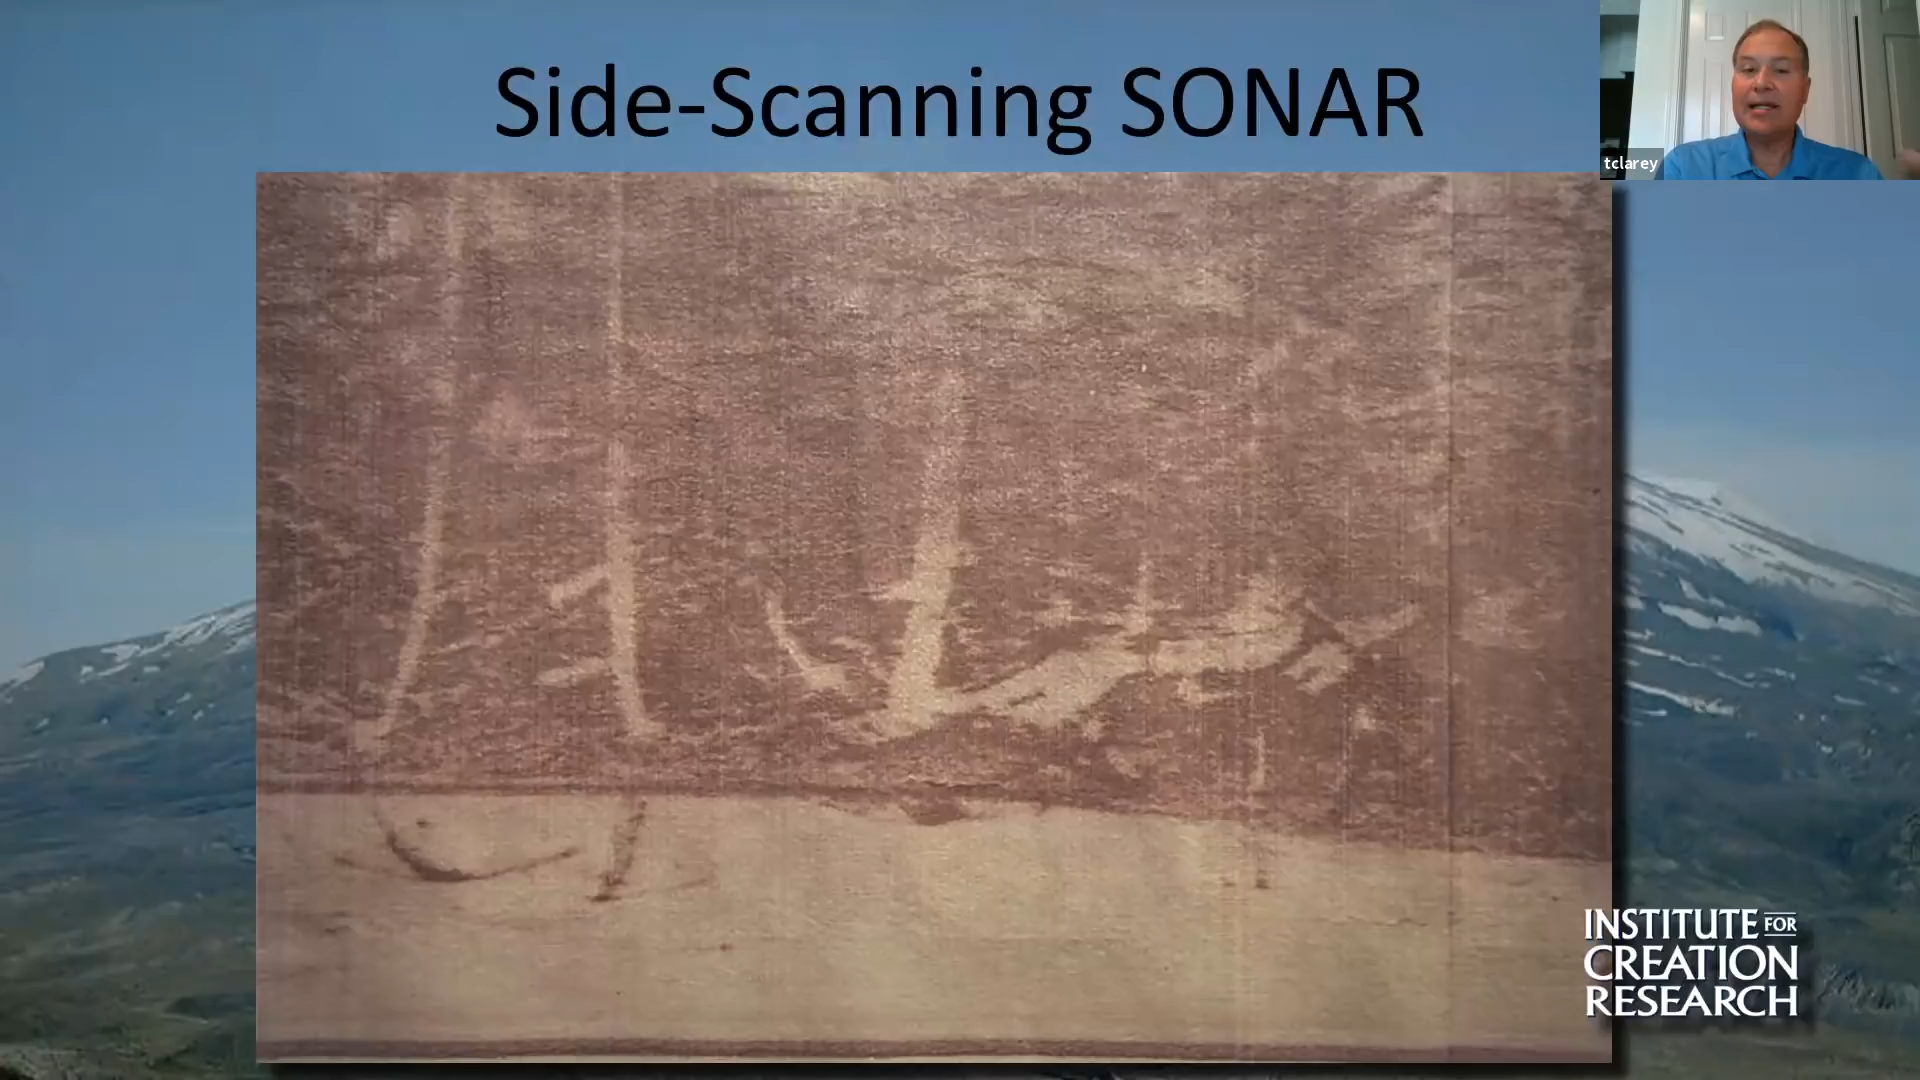 Side-Scanning SONAR
tclarey
INSTITUTE FOR
CREATION
RESEARCH